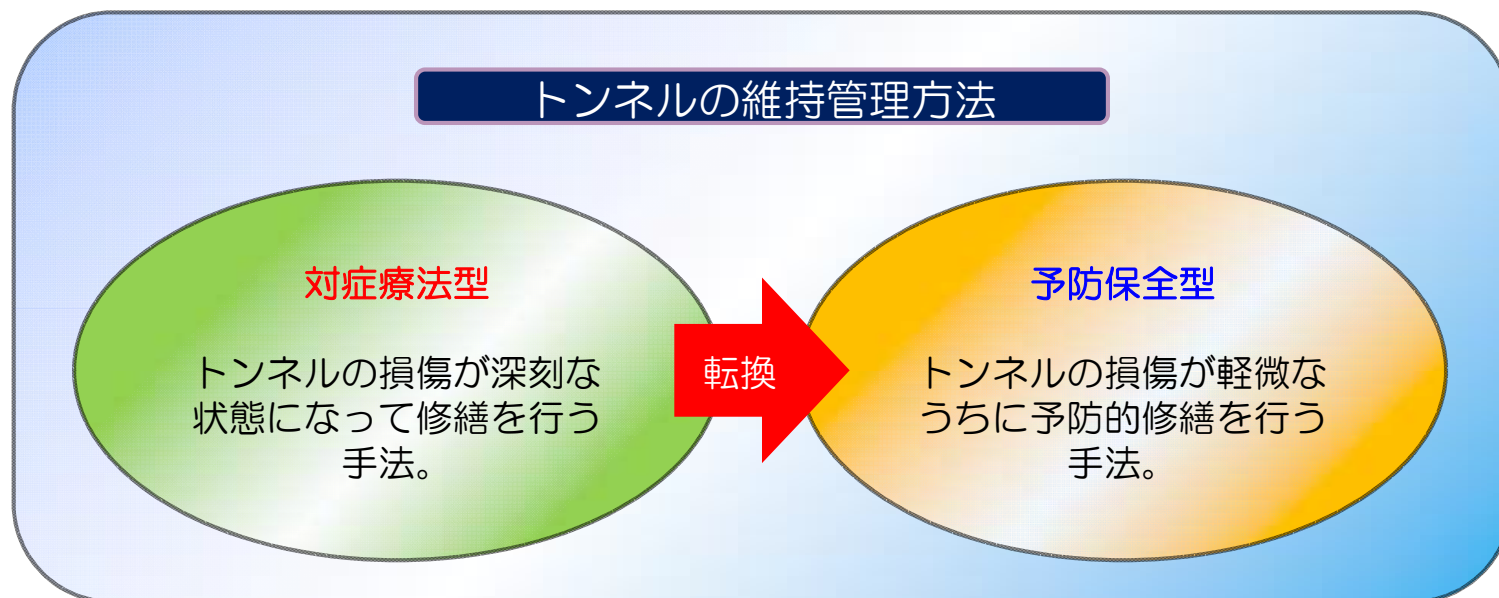 トンネルの維持管理方法
対症療法型
トンネルの損傷が深刻な
状態になって修繕を行う
手法。
転換
予防保全型
トンネルの損傷が軽微な
うちに予防的修繕を行う
手法。